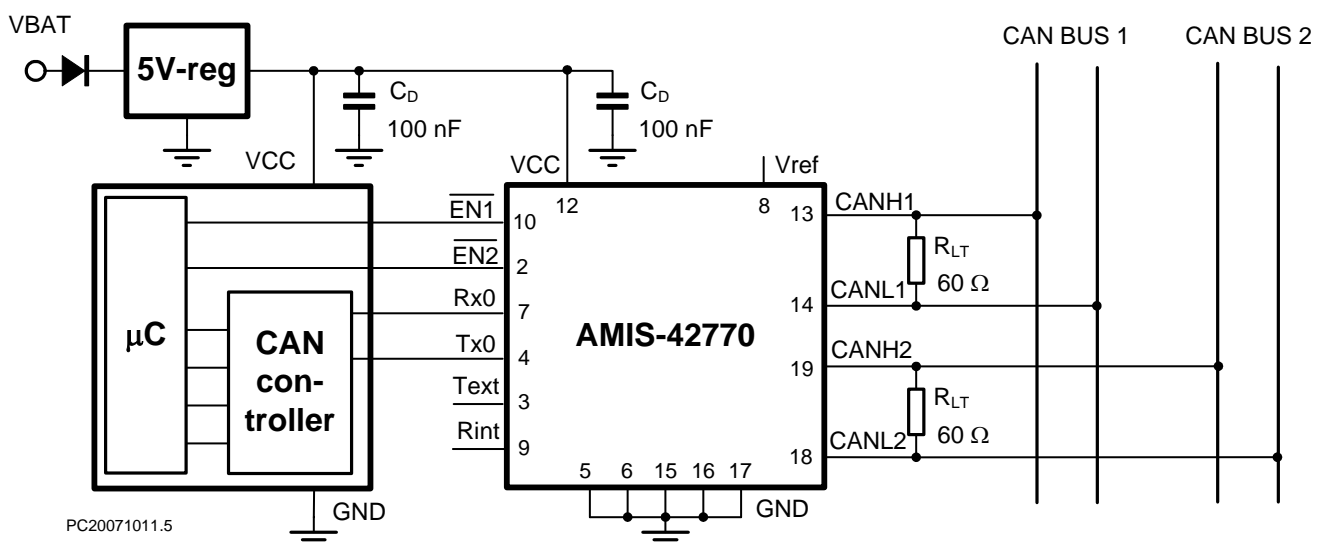 VBAT
CAN BUS 1
CAN BUS 2
5V-reg
C_D
100 nF
C_D
100 nF
VCC
VCC
Vref
12
8
EN1
10
13
CANH1
EN2
2
R_LT
60 Ω
Rx0
7
14
CANL1
μC
CAN
con-
troller
AMIS-42770
Tx0
4
19
CANH2
Text
3
R_LT
60 Ω
Rint
9
18
CANL2
5
6
15
16
17
GND
GND
PC20071011.5